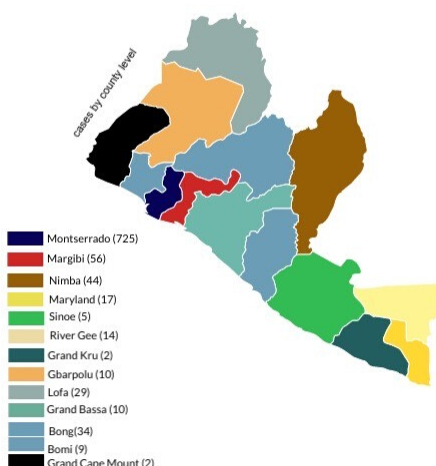 cases by county level
Montserrado (725)
Margibi (56)
Nimba (44)
Maryland (17)
Sinoe (5)
River Gee (14)
Grand Kru (2)
Gbarpolu (10)
Lofa (29)
Grand Bassa (10)
Bong(34)
Bomi (9)
Grand Cape Mount (2)